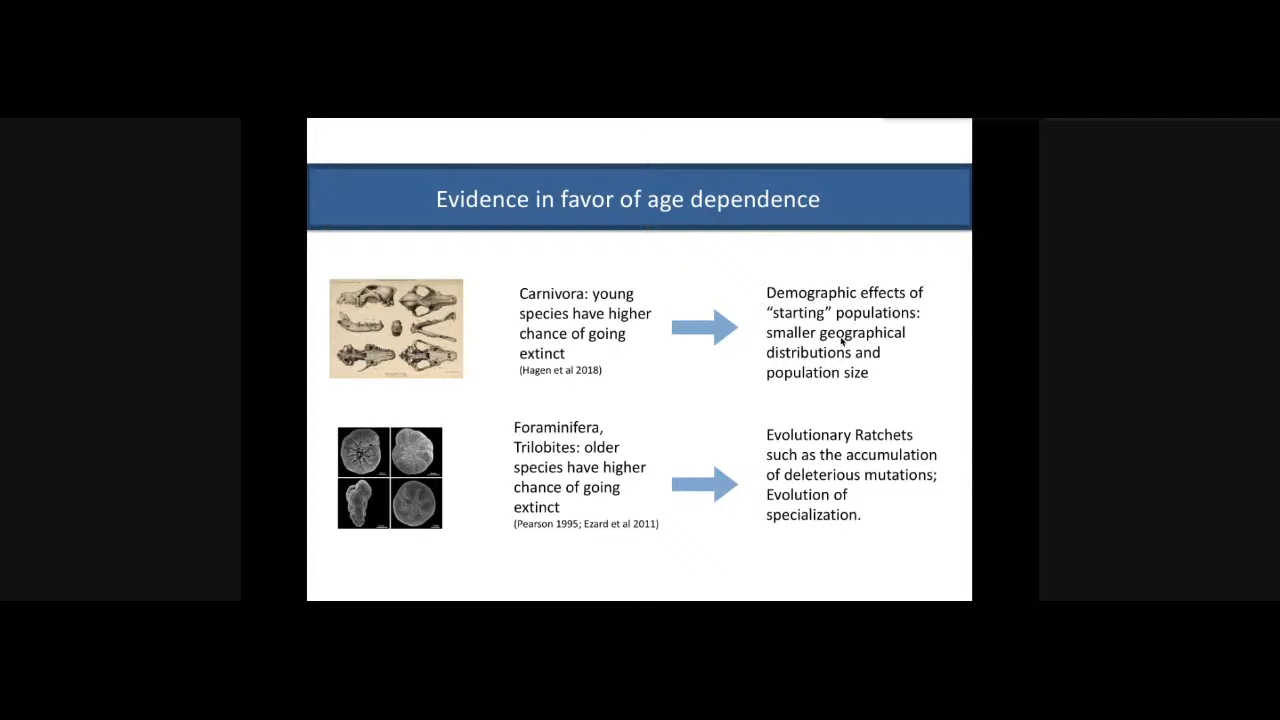 Evidence in favor of age dependence
Carnivora: young
species have higher
chance of going
extinct
(Hagen et al 2018)
Demographic effects of
“starting” populations:
smaller geographical
distributions and
population size
Foraminifera,
Trilobites: older
species have higher
chance of going
extinct
(Pearson 1995; Ezard et al 2011)
Evolutionary Ratchets
such as the accumulation
of deleterious mutations;
Evolution of
specialization.